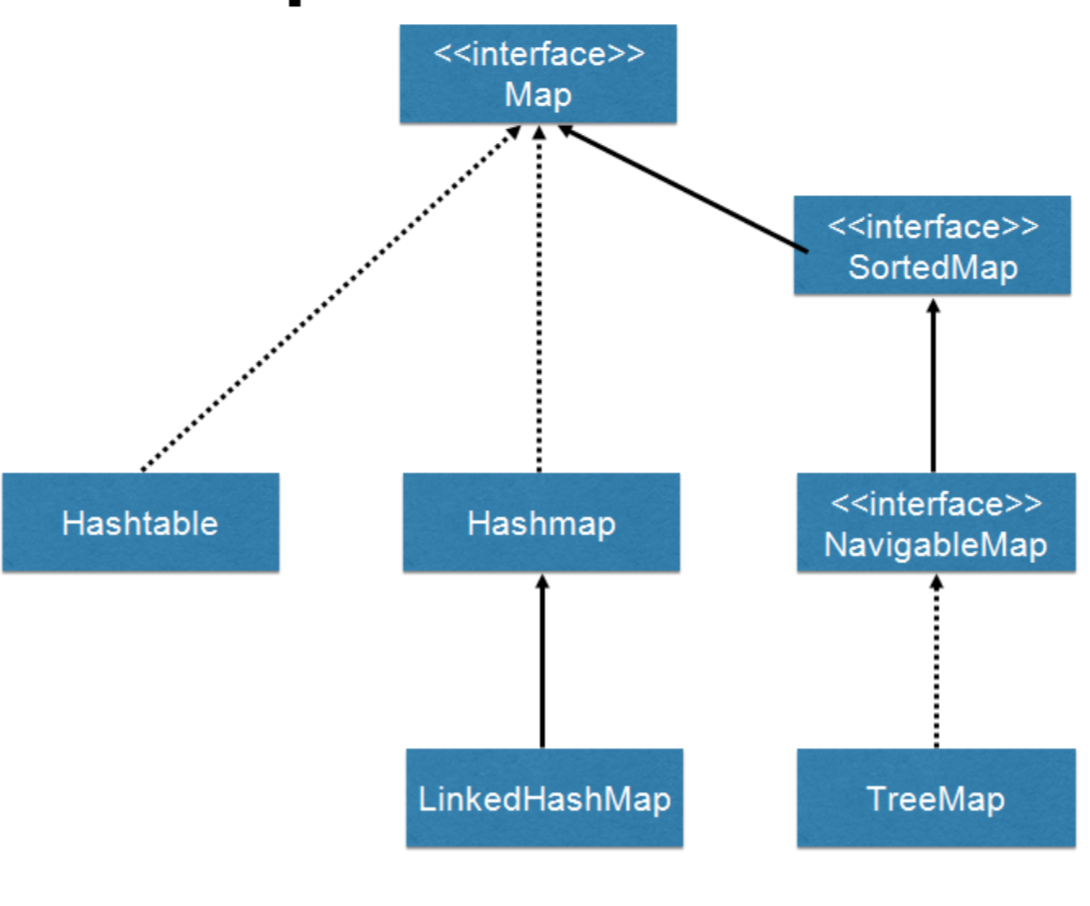 <<interface>>
Map
<<interface>>
SortedMap
Hashtable
Hashmap
<<interface>>
NavigableMap
LinkedHashMap
TreeMap